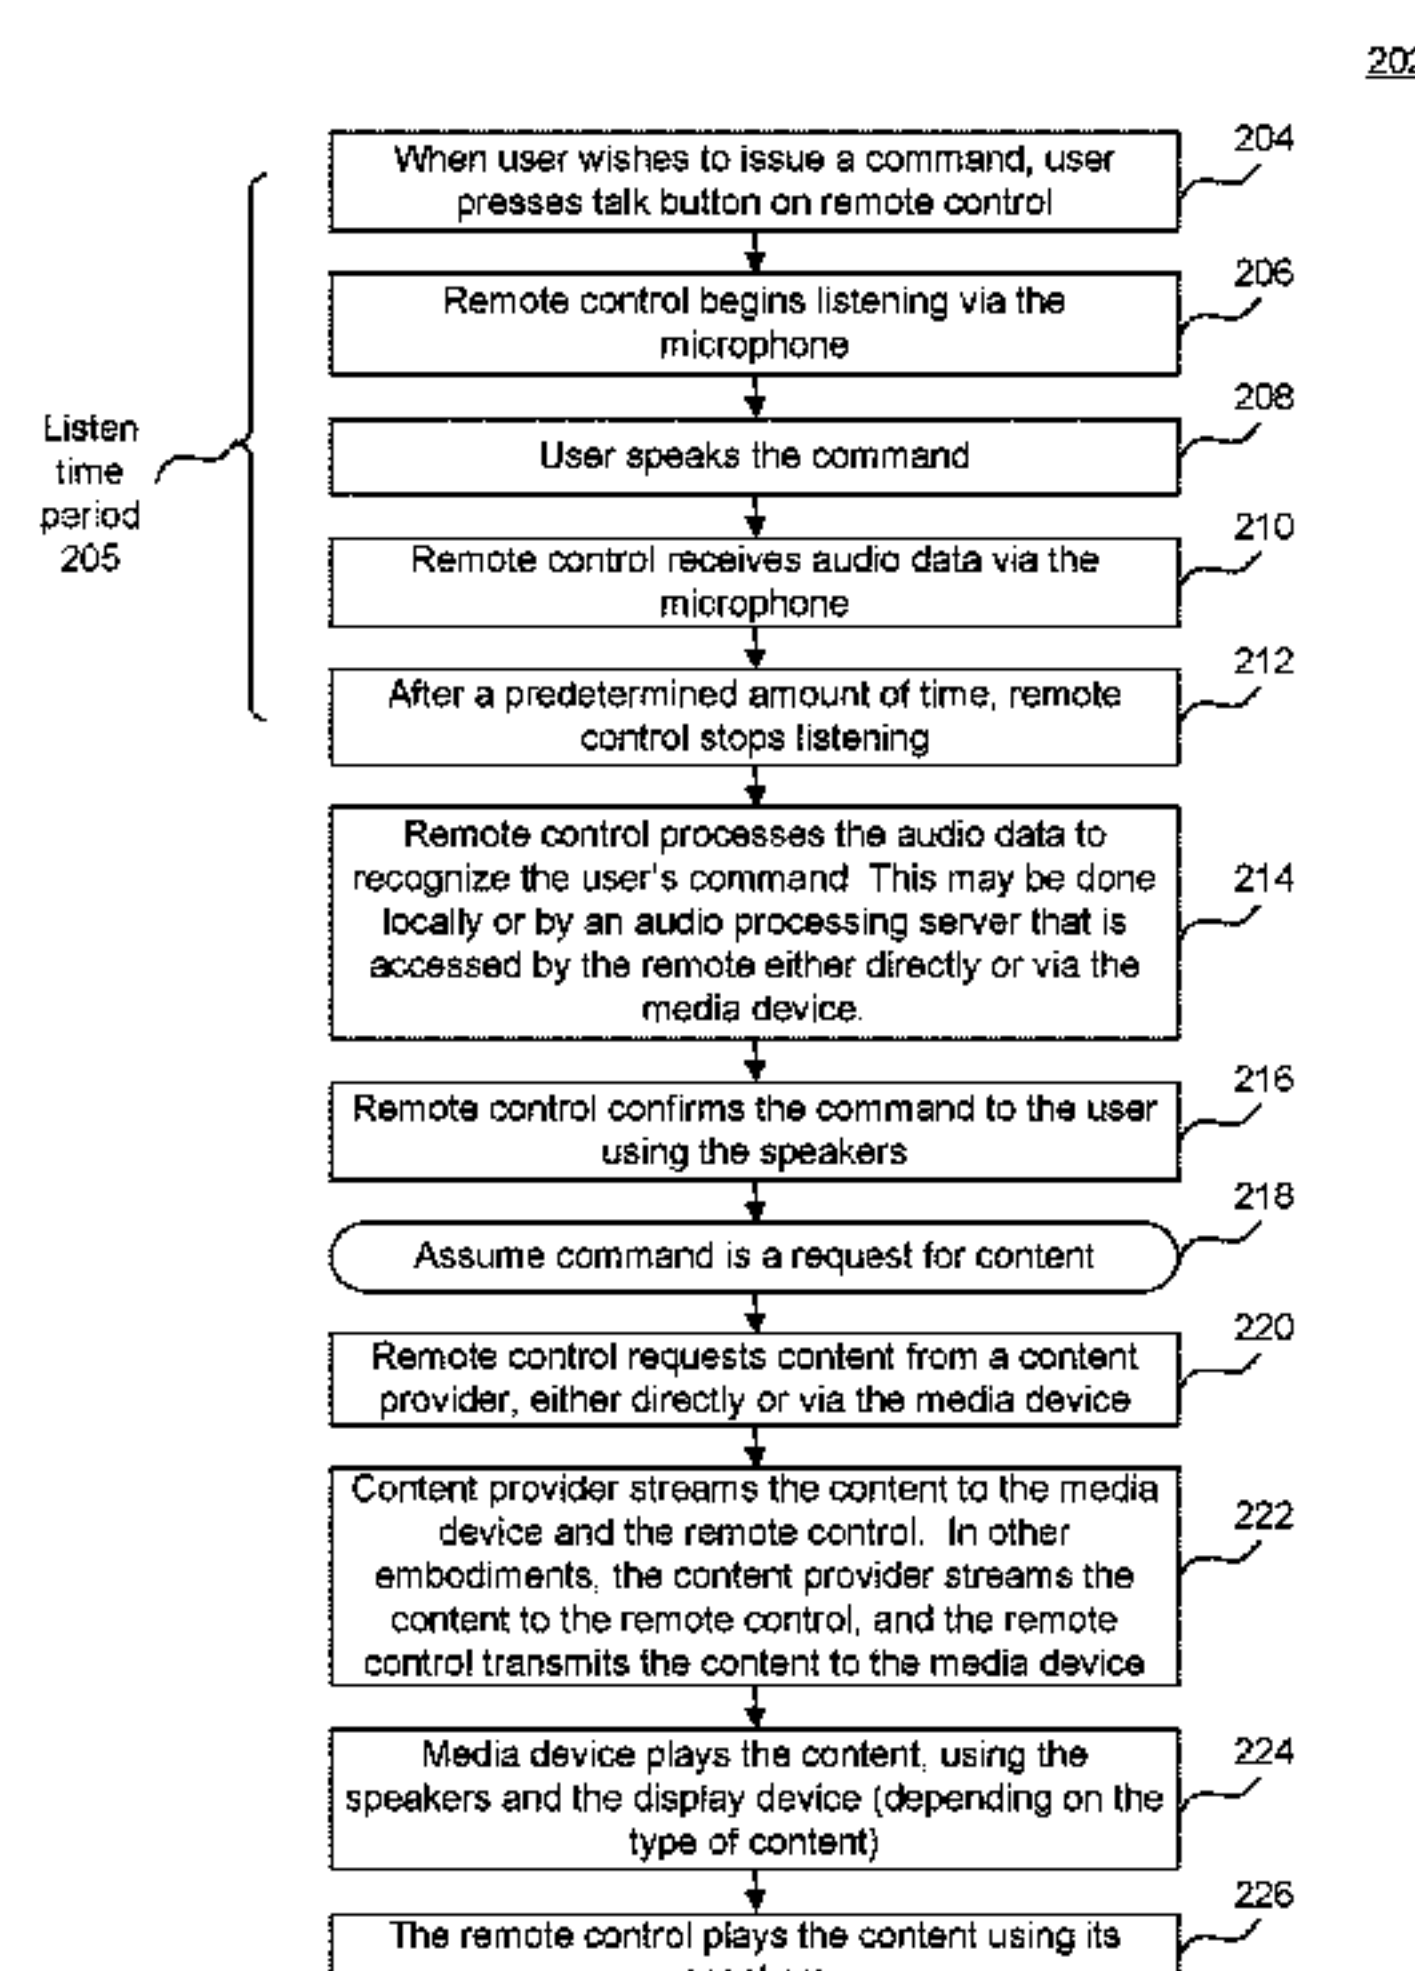 202
When user wishes to issue a command, user
presses talk button on remote control
204
Remote control begins listening via the
microphone
206
User speaks the command
208
Listen
time
period
205
Remote control receives audio data via the
microphone
210
After a predetermined amount of time, remote
control stops listening
212
Remote control processes the audio data to
recognize the user's command This may be done
locally or by an audio processing server that is
accessed by the remote either directly or via the
media device.
214
Remote control confirms the command to the user
using the speakers
216
Assume command is a request for content
218
Remote control requests content from a content
provider, either directly or via the media device
220
Content provider streams the content to the media
device and the remote control. In other
embodiments, the content provider streams the
content to the remote control, and the remote
control transmits the content to the media device
222
Media device plays the content, using the
speakers and the display device (depending on the
type of content)
224
The remote control plays the content using its
226